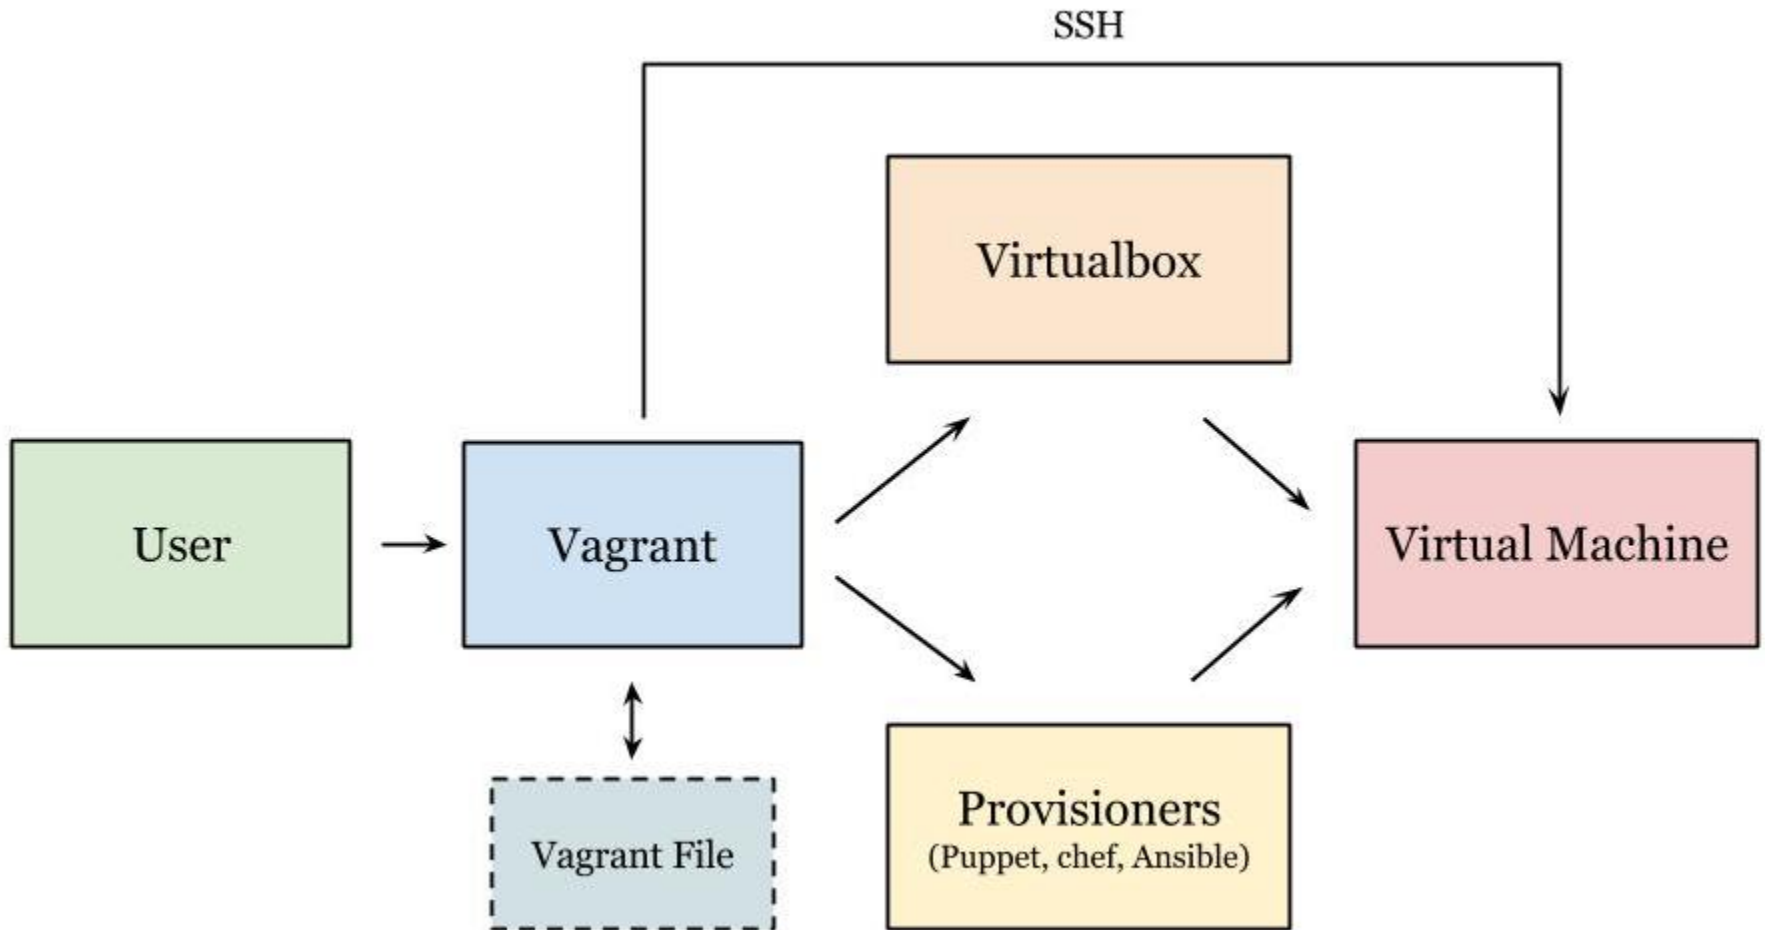 SSH
Virtualbox
User
Vagrant
Virtual Machine
Vagrant File
Provisioners
(Puppet, chef, Ansible)